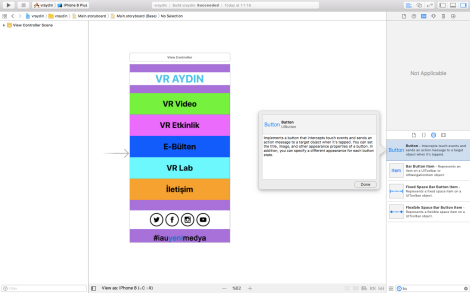 vraydin
iPhone 8 Plus
vraydin: Build vraydin: Succeeded
Today at 11:15
vraydin
vraydin
Main.storyboard
Main.storyboard (Base)
No Selection
View Controller Scene
View Controller
VR AYDIN
VR Video
VR Etkinlik
E-Bülten
VR Lab
İletişim
#iauyenimedya
Button
Button
UIButton
Implements a button that intercepts touch events and sends an
action message to a target object when it's tapped. You can set
the title, image, and other appearance properties of a button. In
addition, you can specify a different appearance for each button
state.
Done
Not Applicable
Button - Intercepts touch events and
sends an action message to a target
object when it's tapped.
Item
Bar Button Item - Represents an
item on a UIToolbar or
UINavigationItem object.
Fixed Space Bar Button Item -
Represents a fixed space item on a
UIToolbar object.
Flexible Space Bar Button Item -
Represents a flexible space item on a
UIToolbar object.
Filter
View as: iPhone 8